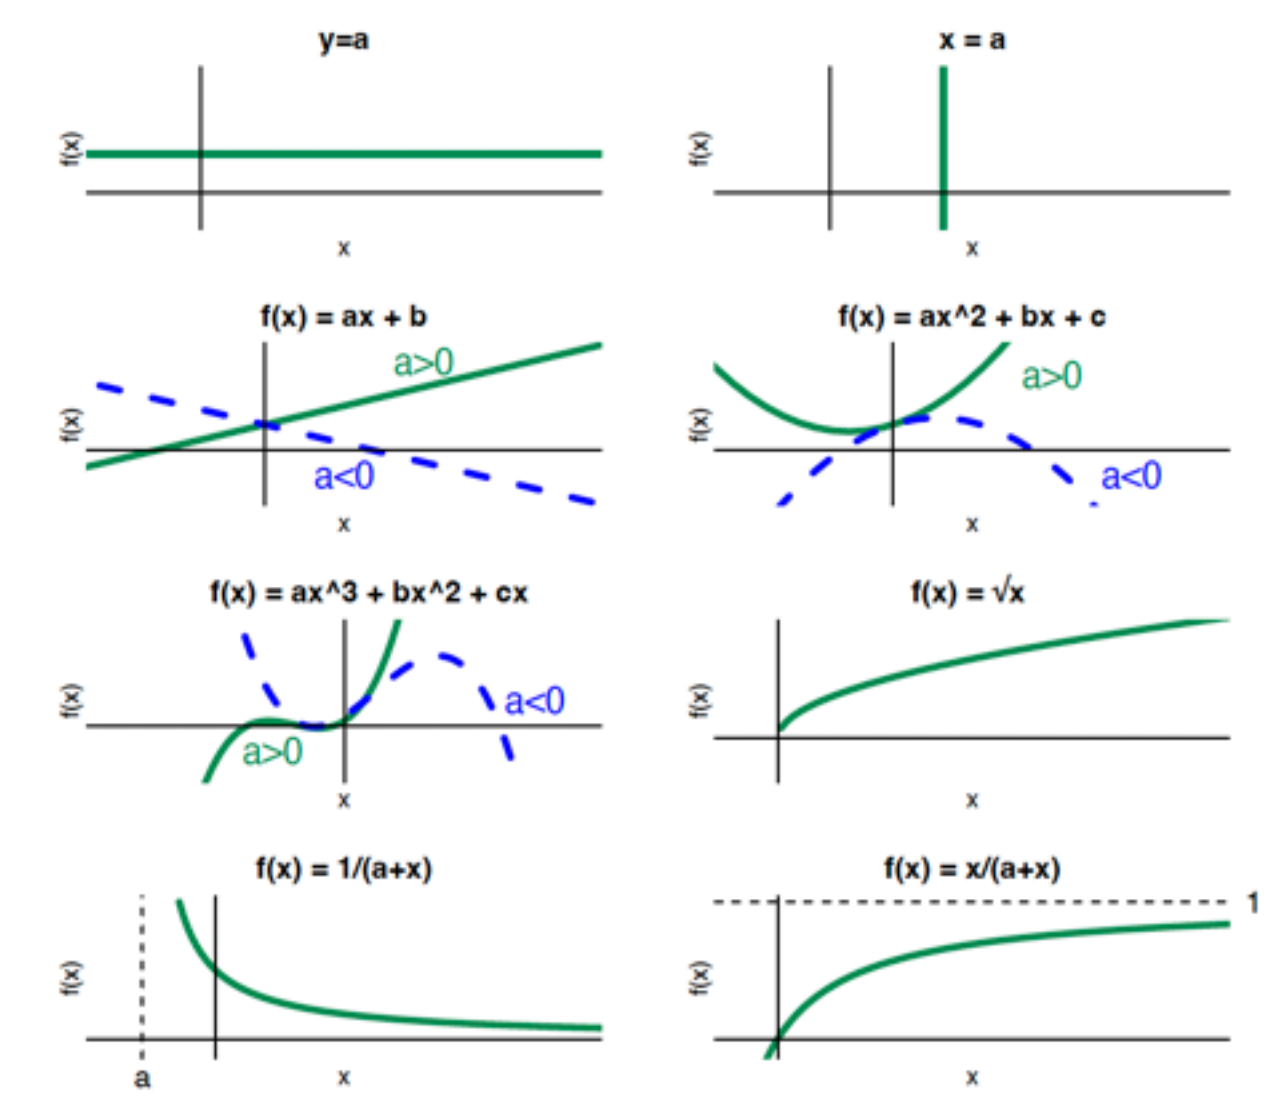 y=a
f(x)
x
x = a
f(x)
x
f(x) = ax + b
a>0
f(x)
a<0
x
f(x) = ax^2 + bx + c
a>0
f(x)
a<0
x
f(x) = ax^3 + bx^2 + cx
f(x)
a<0
a>0
x
f(x) = √x
f(x)
x
f(x) = 1/(a+x)
f(x)
a
x
f(x) = x/(a+x)
1
f(x)
x